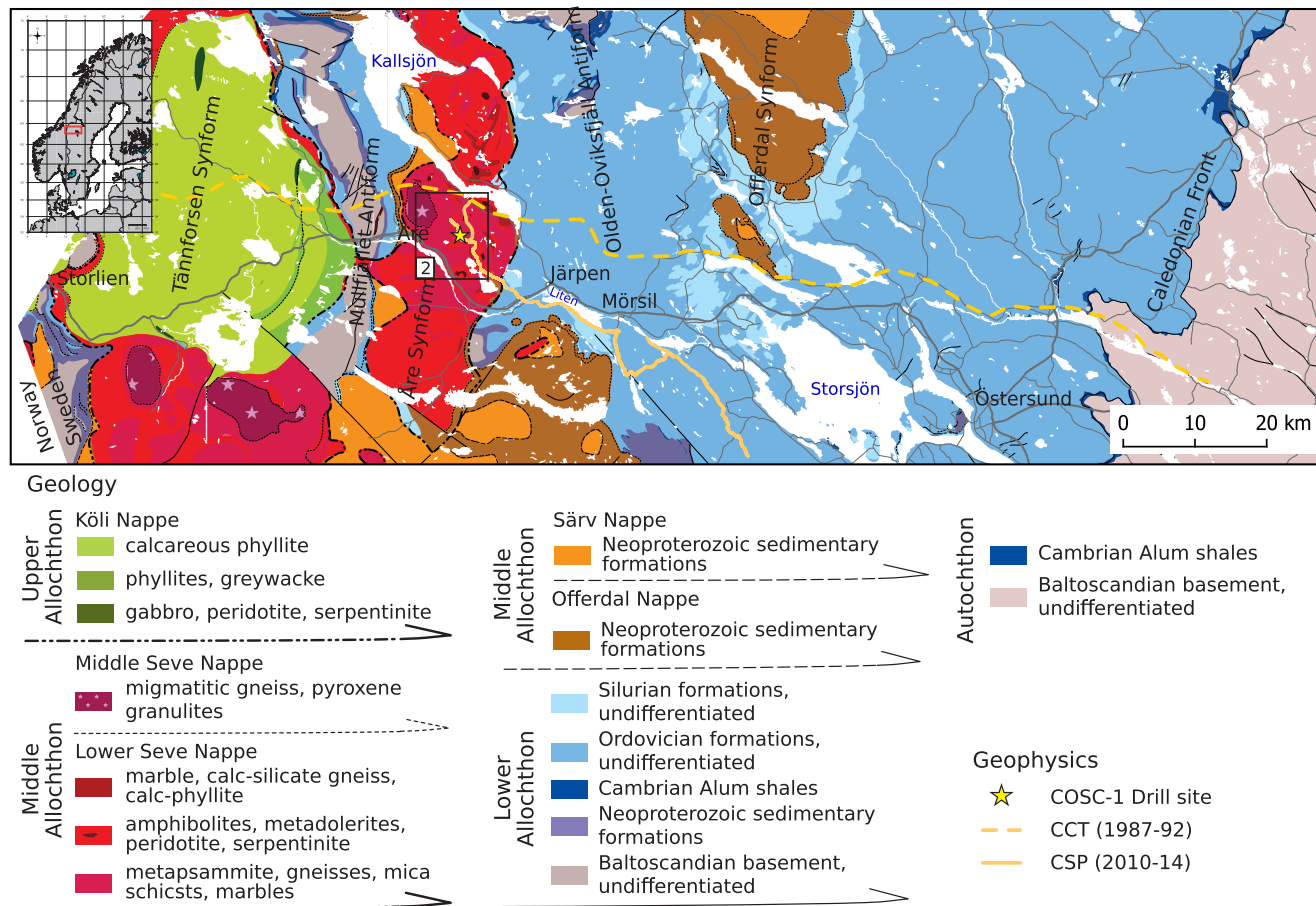 Kallsjön
Tännforsen Synform
Mullfjället Antiform
Olden-Oviksfjäll Antiform
Offerdal Synform
Caledonian Front
Åre
2
Storlien
Järpen
Liten
Mörsil
Åre Synform
Storsjön
Östersund
Norway
Sweden
0 10 20 km
Geology
Upper
Allochthon
Köli Nappe
calcareous phyllite
phyllites, greywacke
gabbro, peridotite, serpentinite
Middle
Allochthon
Middle Seve Nappe
migmatitic gneiss, pyroxene
granulites
Lower Seve Nappe
marble, calc-silicate gneiss,
calc-phyllite
amphibolites, metadolerites,
peridotite, serpentinite
metapsammite, gneisses, mica
schicsts, marbles
Middle
Allochthon
Särv Nappe
Neoproterozoic sedimentary
formations
Offerdal Nappe
Neoproterozoic sedimentary
formations
Lower
Allochthon
Silurian formations,
undifferentiated
Ordovician formations,
undifferentiated
Cambrian Alum shales
Neoproterozoic sedimentary
formations
Baltoscandian basement,
undifferentiated
Autochthon
Cambrian Alum shales
Baltoscandian basement,
undifferentiated
Geophysics
COSC-1 Drill site
CCT (1987-92)
CSP (2010-14)